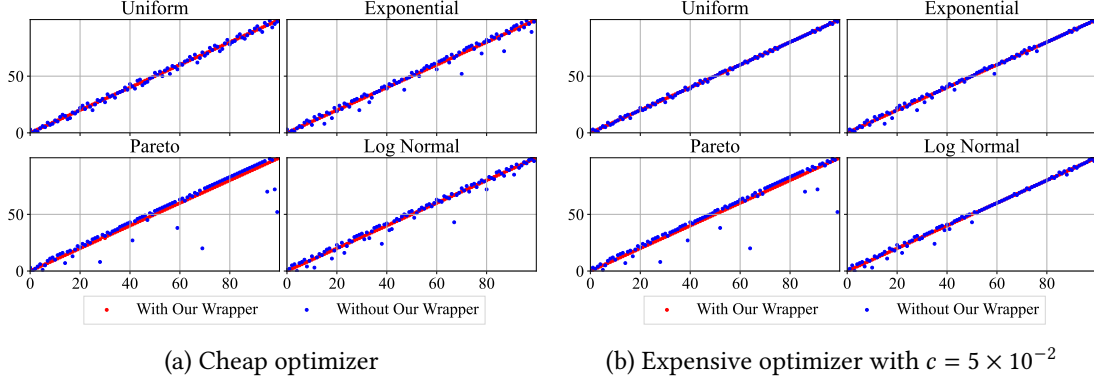 Uniform
Exponential
Uniform
Exponential
50
0
50
0
Pareto
Log Normal
Pareto
Log Normal
50
0
50
0
0 20 40 60 80
0 20 40 60 80
0 20 40 60 80
0 20 40 60 80
With Our Wrapper
Without Our Wrapper
With Our Wrapper
Without Our Wrapper
(a) Cheap optimizer
(b) Expensive optimizer with c = 5 × 10⁻²